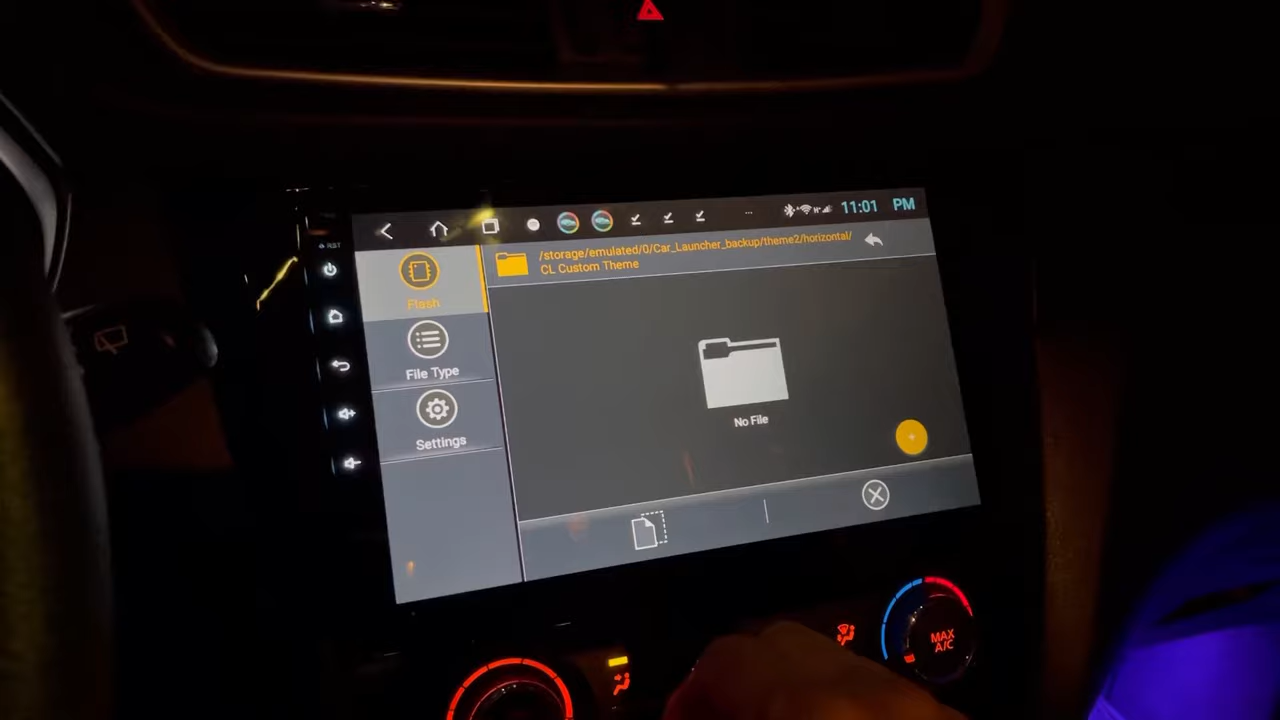 11:01 PM
RST
/storage/emulated/0/Car_Launcher_backup/theme2/horizontal/
CL Custom Theme
Flash
File Type
Settings
No File
MAX
A/C